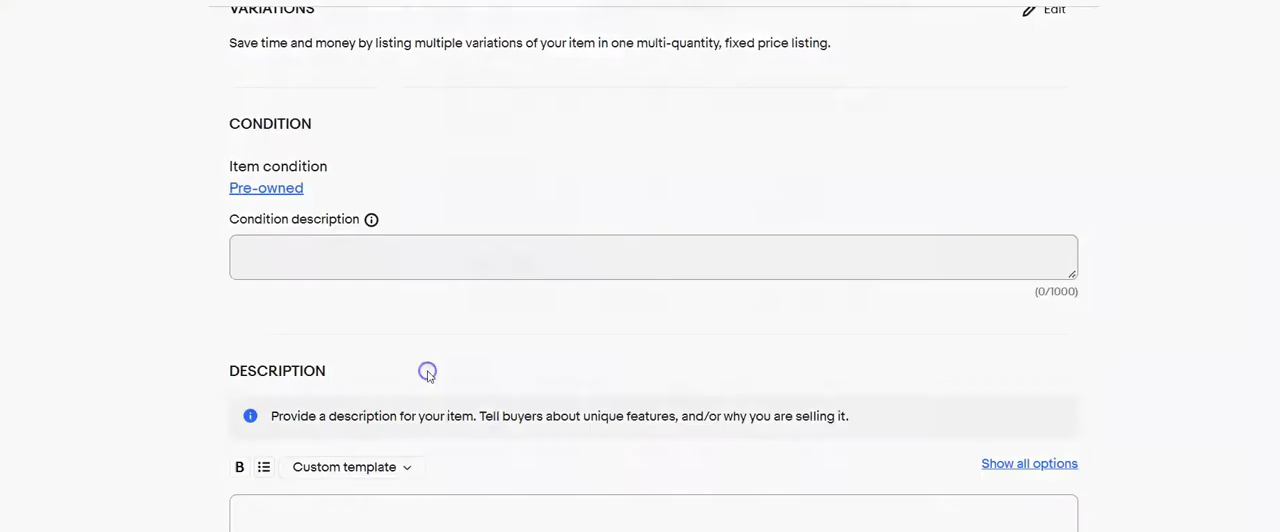 VARIATIONS
Edit
Save time and money by listing multiple variations of your item in one multi-quantity, fixed price listing.
CONDITION
Item condition
Pre-owned
Condition description
(0/1000)
DESCRIPTION
Provide a description for your item. Tell buyers about unique features, and/or why you are selling it.
B
Custom template
Show all options